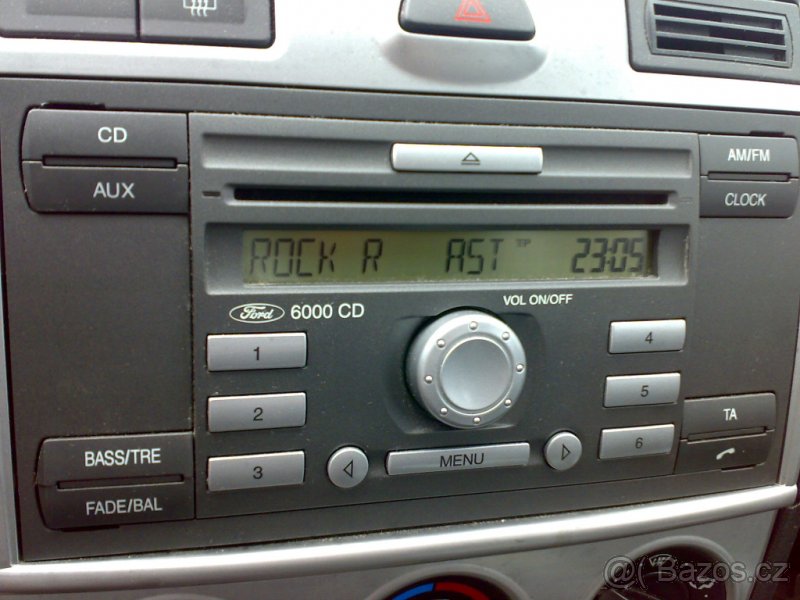 CD
AUX
AM/FM
CLOCK
ROCK R AST TEP 23:05
Ford 6000 CD
VOL ON/OFF
1
2
3
4
5
6
MENU
BASS/TRE
FADE/BAL
TA
@ Bazos.cz